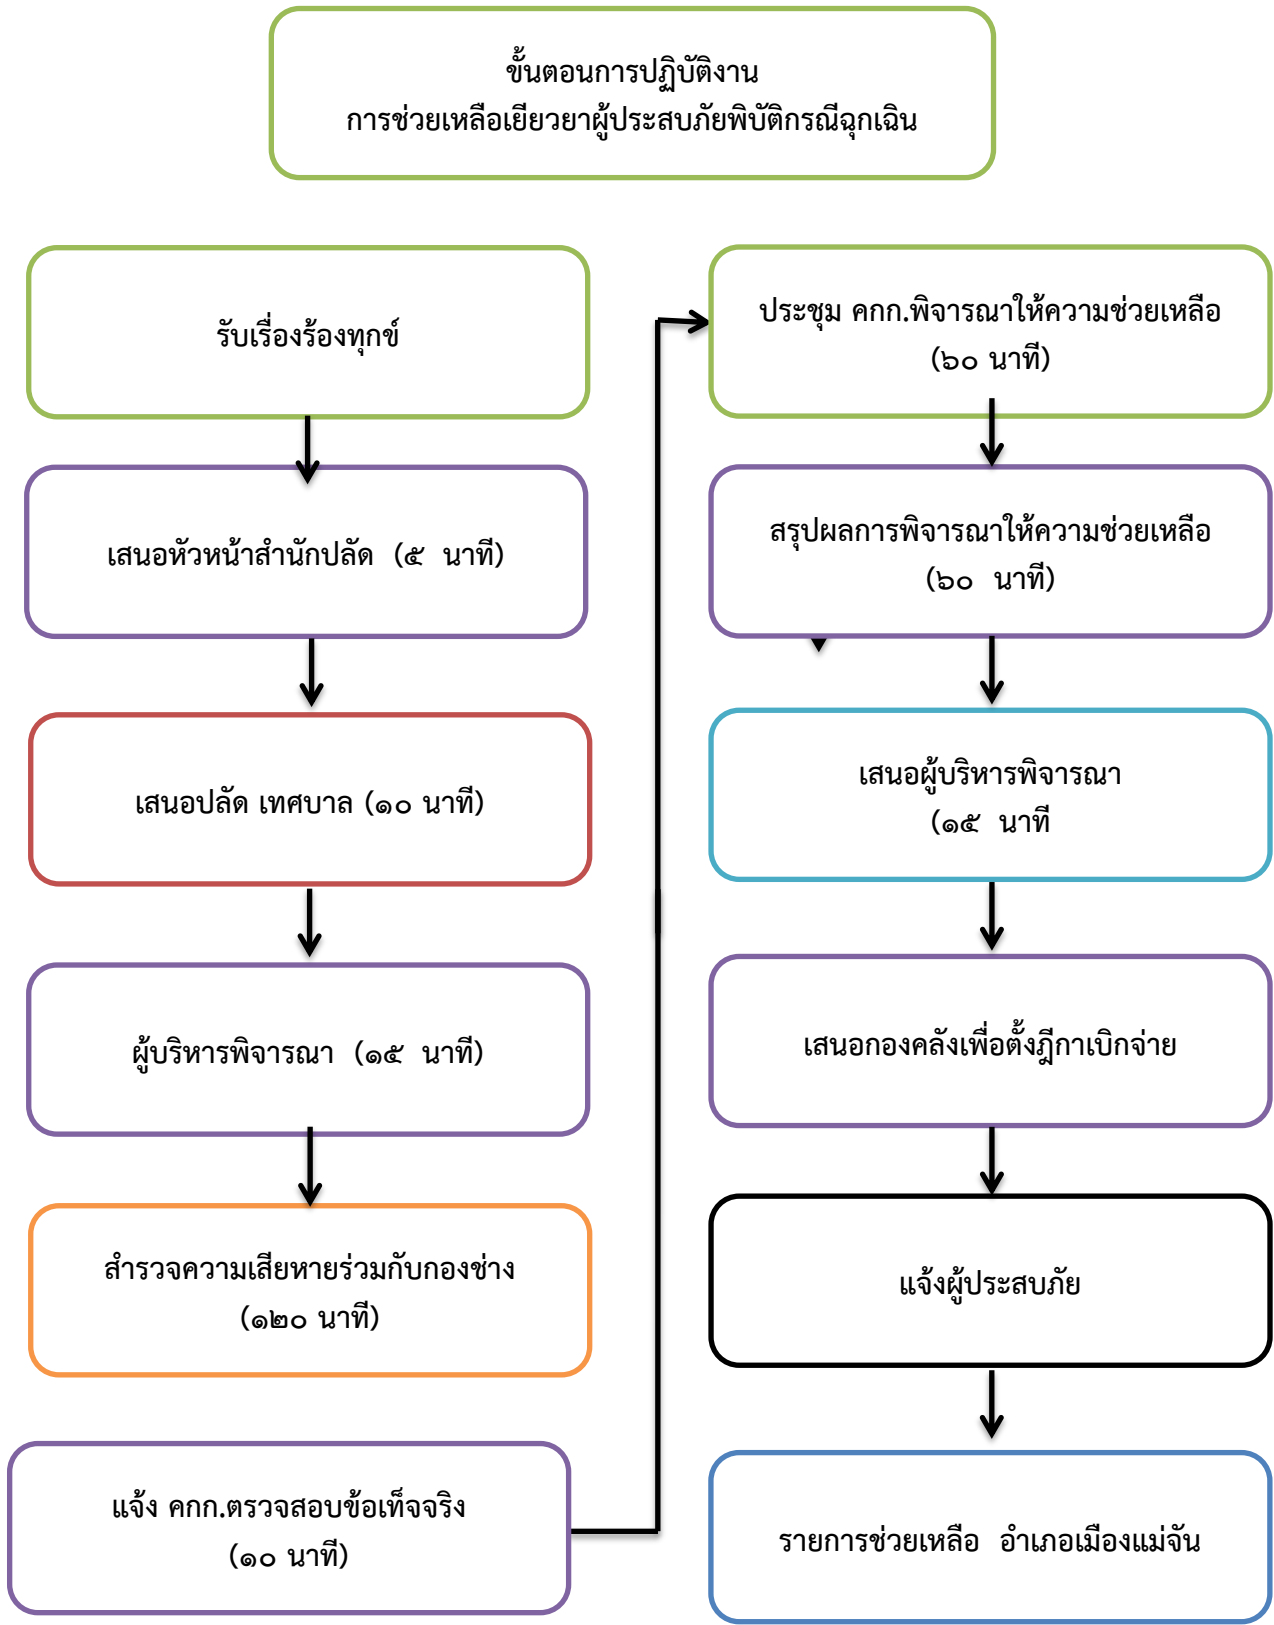 ขั้นตอนการปฏิบัติงาน
การช่วยเหลือเยียวยาผู้ประสบภัยพิบัติกรณีฉุกเฉิน
รับเรื่องร้องทุกข์
เสนอหัวหน้าสำนักปลัด (๕ นาที)
เสนอปลัด เทศบาล (๑๐ นาที)
ผู้บริหารพิจารณา (๑๕ นาที)
สำรวจความเสียหายร่วมกับกองช่าง
(๑๒๐ นาที)
แจ้ง คกก.ตรวจสอบข้อเท็จจริง
(๑๐ นาที)
ประชุม คกก.พิจารณาให้ความช่วยเหลือ
(๖๐ นาที)
สรุปผลการพิจารณาให้ความช่วยเหลือ
(๖๐ นาที)
เสนอผู้บริหารพิจารณา
(๑๕ นาที
เสนอกองคลังเพื่อตั้งฎีกาเบิกจ่าย
แจ้งผู้ประสบภัย
รายการช่วยเหลือ อำเภอเมืองแม่จัน